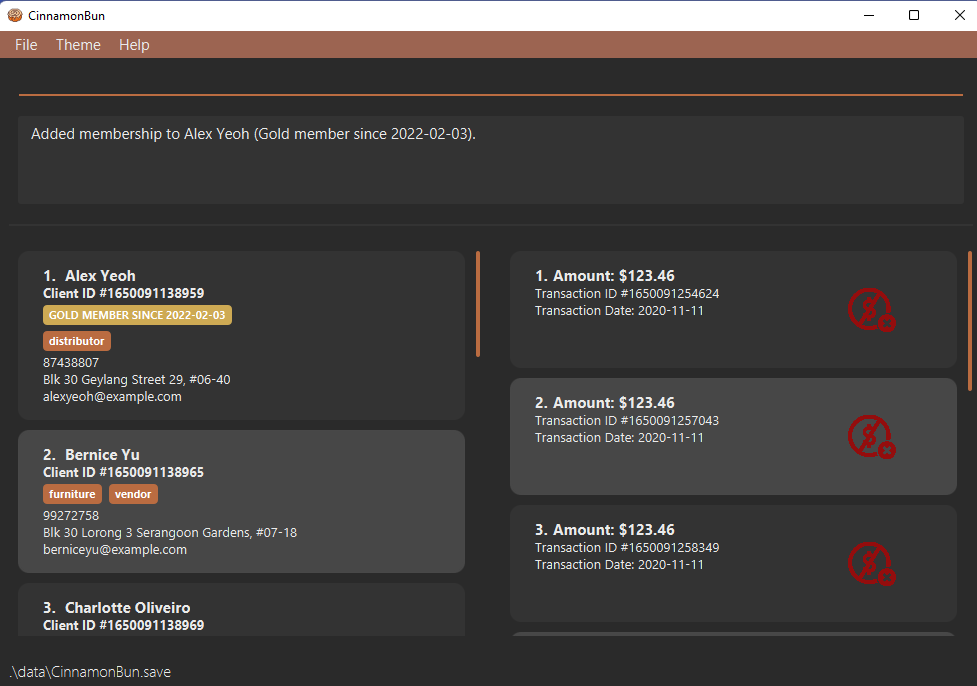 CinnamonBun
File Theme Help
Added membership to Alex Yeoh (Gold member since 2022-02-03).
1. Alex Yeoh
Client ID #1650091138959
GOLD MEMBER SINCE 2022-02-03
distributor
87438807
Blk 30 Geylang Street 29, #06-40
alexyeoh@example.com
2. Bernice Yu
Client ID #1650091138965
furniture vendor
99272758
Blk 30 Lorong 3 Serangoon Gardens, #07-18
berniceyu@example.com
3. Charlotte Oliveiro
Client ID #1650091138969
1. Amount: $123.46
Transaction ID #1650091254624
Transaction Date: 2020-11-11
2. Amount: $123.46
Transaction ID #1650091257043
Transaction Date: 2020-11-11
3. Amount: $123.46
Transaction ID #1650091258349
Transaction Date: 2020-11-11
.\data\CinnamonBun.save